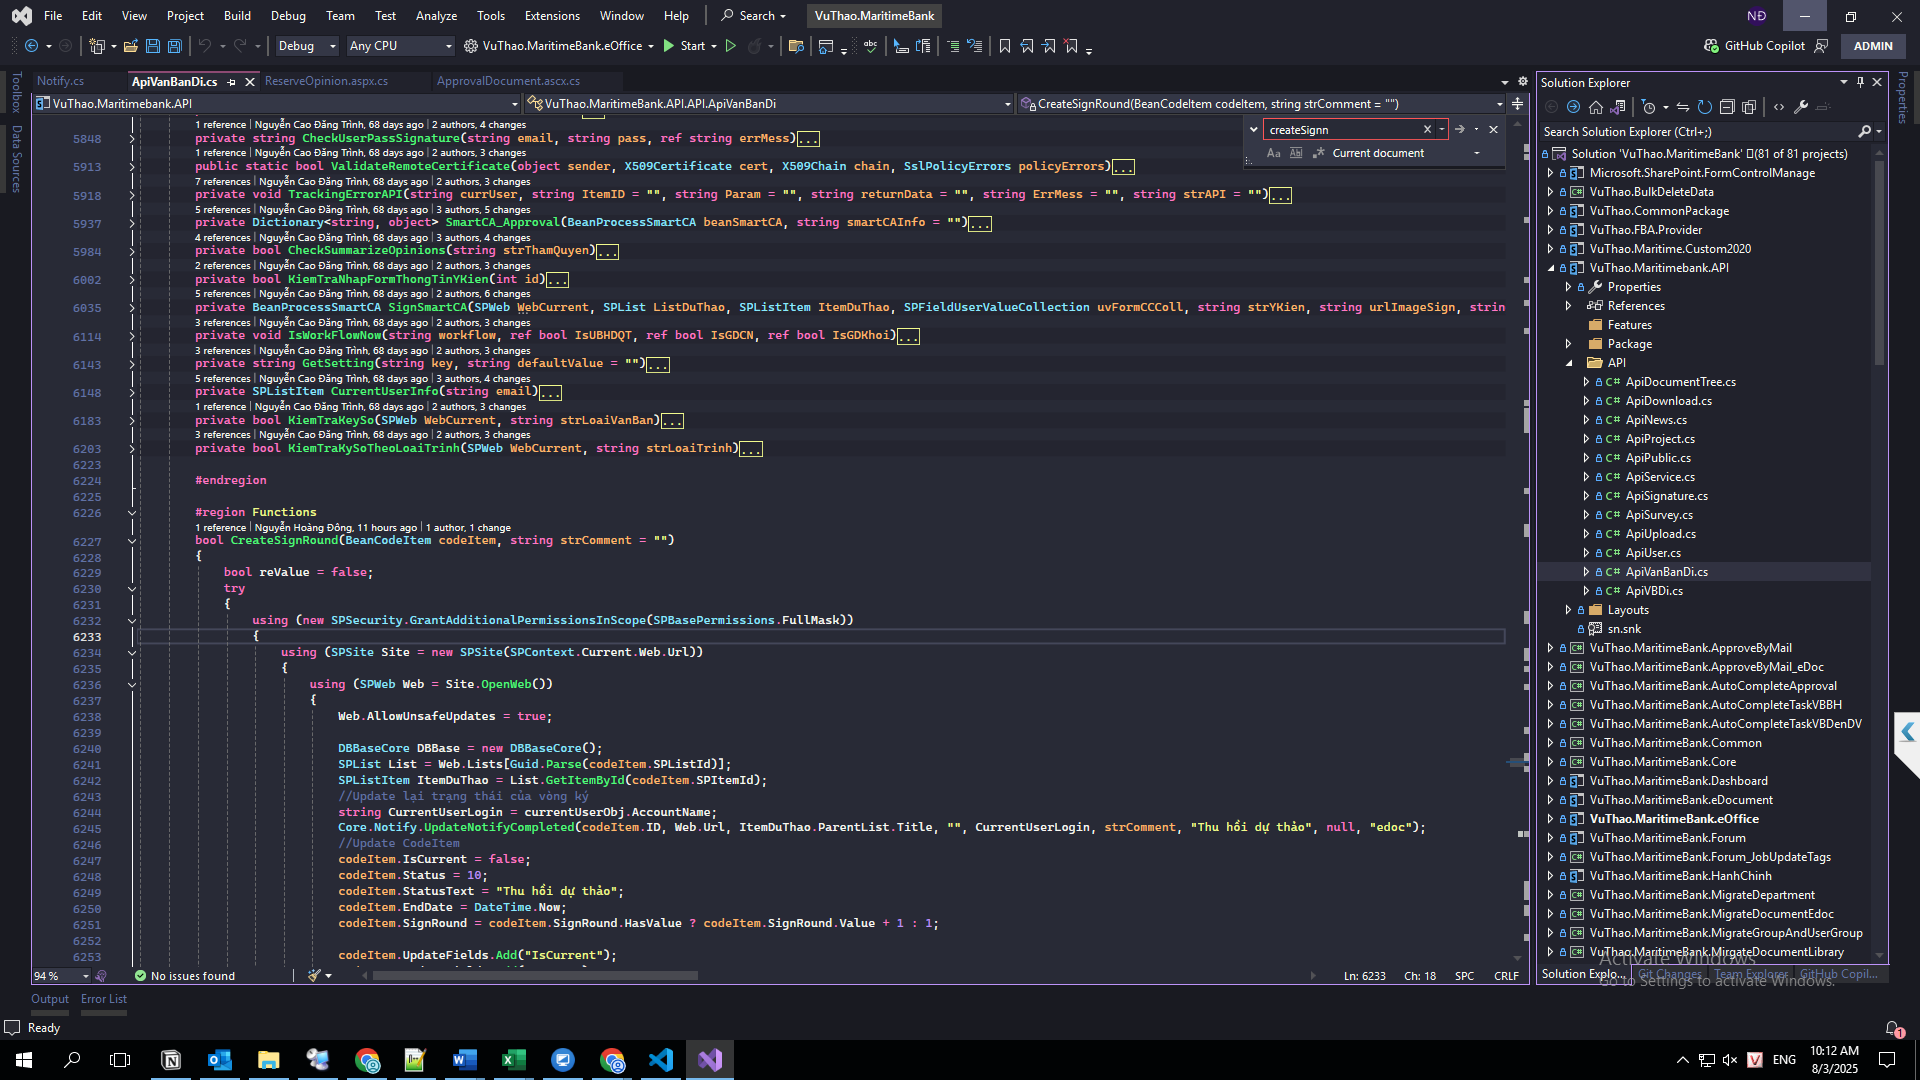 File Edit View Project Build Debug Team Test Analyze Tools Extensions Window Help Search VuThao.MaritimeBank NĐ
Debug Any CPU VuThao.MaritimeBank.eOffice Start GitHub Copilot ADMIN
Notify.cs ApiVanBanDi.cs ReserveOpinion.aspx.cs ApprovalDocument.ascx.cs
VuThao.Maritimebank.API VuThao.MaritimeBank.API.API.ApiVanBanDi CreateSignRound(BeanCodeItem codeItem, string strComment = "")
Toolbox
Data Sources
createSignn
Aa Current document
1 reference | Nguyễn Cao Đăng Trình, 68 days ago | 2 authors, 4 changes
5848 private string CheckUserPassSignature(string email, string pass, ref string errMess)...
1 reference | Nguyễn Cao Đăng Trình, 68 days ago | 2 authors, 3 changes
5913 public static bool ValidateRemoteCertificate(object sender, X509Certificate cert, X509Chain chain, SslPolicyErrors policyErrors)...
7 references | Nguyễn Cao Đăng Trình, 68 days ago | 2 authors, 3 changes
5918 private void TrackingErrorAPI(string currUser, string ItemID = "", string Param = "", string returnData = "", string ErrMess = "", string strAPI = "")...
5 references | Nguyễn Cao Đăng Trình, 68 days ago | 3 authors, 5 changes
5937 private Dictionary<string, object> SmartCA_Approval(BeanProcessSmartCA beanSmartCA, string smartCAInfo = "")...
4 references | Nguyễn Cao Đăng Trình, 68 days ago | 3 authors, 4 changes
5984 private bool CheckSummarizeOpinions(string strThamQuyen)...
2 references | Nguyễn Cao Đăng Trình, 68 days ago | 2 authors, 3 changes
6002 private bool KiemTraNhapFormThongTinYKien(int id)...
5 references | Nguyễn Cao Đăng Trình, 68 days ago | 2 authors, 6 changes
6035 private BeanProcessSmartCA SignSmartCA(SPWeb WebCurrent, SPList ListDuThao, SPListItem ItemDuThao, SPFieldUserValueCollection uvFormCCColl, string strYKien, string urlImageSign, strin
3 references | Nguyễn Cao Đăng Trình, 68 days ago | 2 authors, 3 changes
6114 private void IsWorkFlowNow(string workflow, ref bool IsUBHDQT, ref bool IsGDCN, ref bool IsGDKhoi)...
3 references | Nguyễn Cao Đăng Trình, 68 days ago | 2 authors, 3 changes
6143 private string GetSetting(string key, string defaultValue = "")...
5 references | Nguyễn Cao Đăng Trình, 68 days ago | 3 authors, 4 changes
6148 private SPListItem CurrentUserInfo(string email)...
1 reference | Nguyễn Cao Đăng Trình, 68 days ago | 2 authors, 3 changes
6183 private bool KiemTraKeySo(SPWeb WebCurrent, string strLoaiVanBan)...
3 references | Nguyễn Cao Đăng Trình, 68 days ago | 2 authors, 3 changes
6203 private bool KiemTraKySoTheoLoaiTrinh(SPWeb WebCurrent, string strLoaiTrinh)...
6223
6224 #endregion
6225
6226 #region Functions
1 reference | Nguyễn Hoàng Đông, 11 hours ago | 1 author, 1 change
6227 bool CreateSignRound(BeanCodeItem codeItem, string strComment = "")
6228 {
6229 bool reValue = false;
6230 try
6231 {
6232 using (new SPSecurity.GrantAdditionalPermissionsInScope(SPBasePermissions.FullMask))
6233 {
6234 using (SPSite Site = new SPSite(SPContext.Current.Web.Url))
6235 {
6236 using (SPWeb Web = Site.OpenWeb())
6237 {
6238 Web.AllowUnsafeUpdates = true;
6239
6240 DBBaseCore DBBase = new DBBaseCore();
6241 SPList List = Web.Lists[Guid.Parse(codeItem.SPListId)];
6242 SPListItem ItemDuThao = List.GetItemById(codeItem.SPItemId);
6243 //Update lại trạng thái của vòng ký
6244 string CurrentUserLogin = currentUserObj.AccountName;
6245 Core.Notify.UpdateNotifyCompleted(codeItem.ID, Web.Url, ItemDuThao.ParentList.Title, "", CurrentUserLogin, strComment, "Thu hồi dự thảo", null, "edoc");
6246 //Update CodeItem
6247 codeItem.IsCurrent = false;
6248 codeItem.Status = 10;
6249 codeItem.StatusText = "Thu hồi dự thảo";
6250 codeItem.EndDate = DateTime.Now;
6251 codeItem.SignRound = codeItem.SignRound.HasValue ? codeItem.SignRound.Value + 1 : 1;
6252
6253 codeItem.UpdateFields.Add("IsCurrent");
94 % No issues found Ln: 6233 Ch: 18 SPC CRLF
Output Error List
Ready
Solution Explorer
Search Solution Explorer (Ctrl+;)
Solution 'VuThao.MaritimeBank' (81 of 81 projects)
Microsoft.SharePoint.FormControlManage
VuThao.BulkDeleteData
VuThao.CommonPackage
VuThao.FBA.Provider
VuThao.Maritime.Custom2020
VuThao.Maritimebank.API
Properties
References
Features
Package
API
C# ApiDocumentTree.cs
C# ApiDownload.cs
C# ApiNews.cs
C# ApiProject.cs
C# ApiPublic.cs
C# ApiService.cs
C# ApiSignature.cs
C# ApiSurvey.cs
C# ApiUpload.cs
C# ApiUser.cs
C# ApiVanBanDi.cs
C# ApiVBDi.cs
Layouts
sn.snk
VuThao.MaritimeBank.ApproveByMail
VuThao.MaritimeBank.ApproveByMail_eDoc
VuThao.MaritimeBank.AutoCompleteApproval
VuThao.MaritimeBank.AutoCompleteTaskVBBH
VuThao.MaritimeBank.AutoCompleteTaskVBDenDV
VuThao.MaritimeBank.Common
VuThao.MaritimeBank.Core
VuThao.MaritimeBank.Dashboard
VuThao.MaritimeBank.eDocument
VuThao.MaritimeBank.eOffice
VuThao.MaritimeBank.Forum
VuThao.MaritimeBank.Forum_JobUpdateTags
VuThao.MaritimeBank.HanhChinh
VuThao.MaritimeBank.MigrateDepartment
VuThao.MaritimeBank.MigrateDocumentEdoc
VuThao.MaritimeBank.MigrateGroupAndUserGroup
VuThao.MaritimeBank.MigrateDocumentLibrary
Solution Explo... Git Changes Team Explorer GitHub Copil...
Activate Windows
Go to Settings to activate Windows.
Properties
1
ENG
10:12 AM
8/3/2025